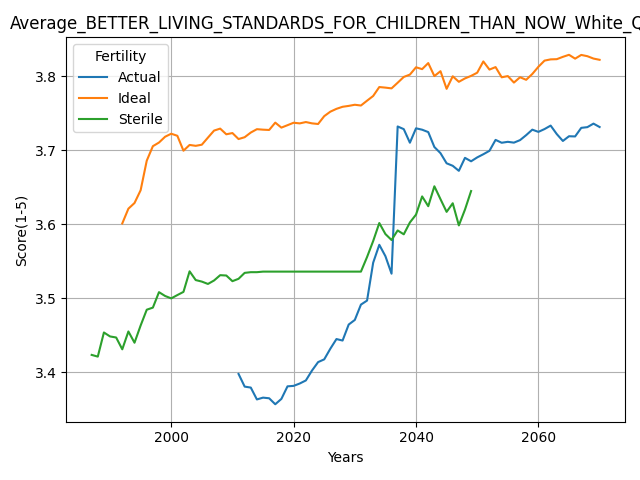 Average_BETTER_LIVING_STANDARDS_FOR_CHILDREN_THAN_NOW_White_Q
Fertility
Actual
Ideal
Sterile
3.8
3.7
3.6
3.5
3.4
Score(1-5)
2000 2020 2040 2060
Years